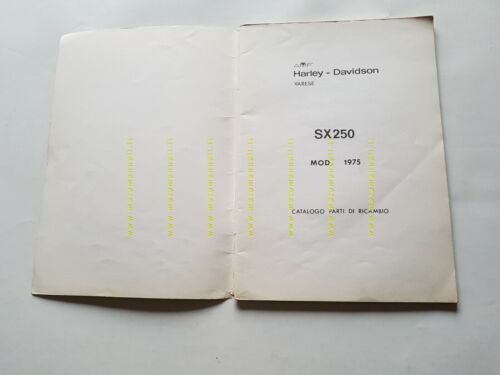 AMF
Harley - Davidson
VARESE
SX250
MOD. 1975
CATALOGO PARTI DI RICAMBIO